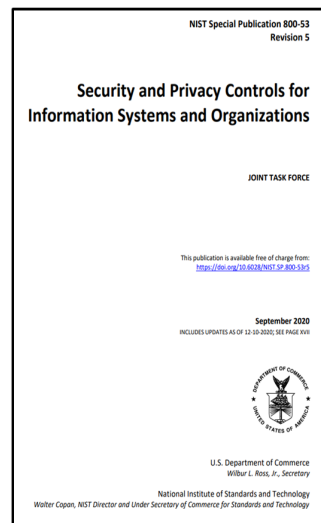 NIST Special Publication 800-53
Revision 5
Security and Privacy Controls for
Information Systems and Organizations
JOINT TASK FORCE
This publication is available free of charge from:
https://doi.org/10.6028/NIST.SP.800-53r5
September 2020
INCLUDES UPDATES AS OF 12-10-2020; SEE PAGE XVII
DEPARTMENT OF COMMERCE
UNITED STATES OF AMERICA
U.S. Department of Commerce
Wilbur L. Ross, Jr., Secretary
National Institute of Standards and Technology
Walter Copan, NIST Director and Under Secretary of Commerce for Standards and Technology